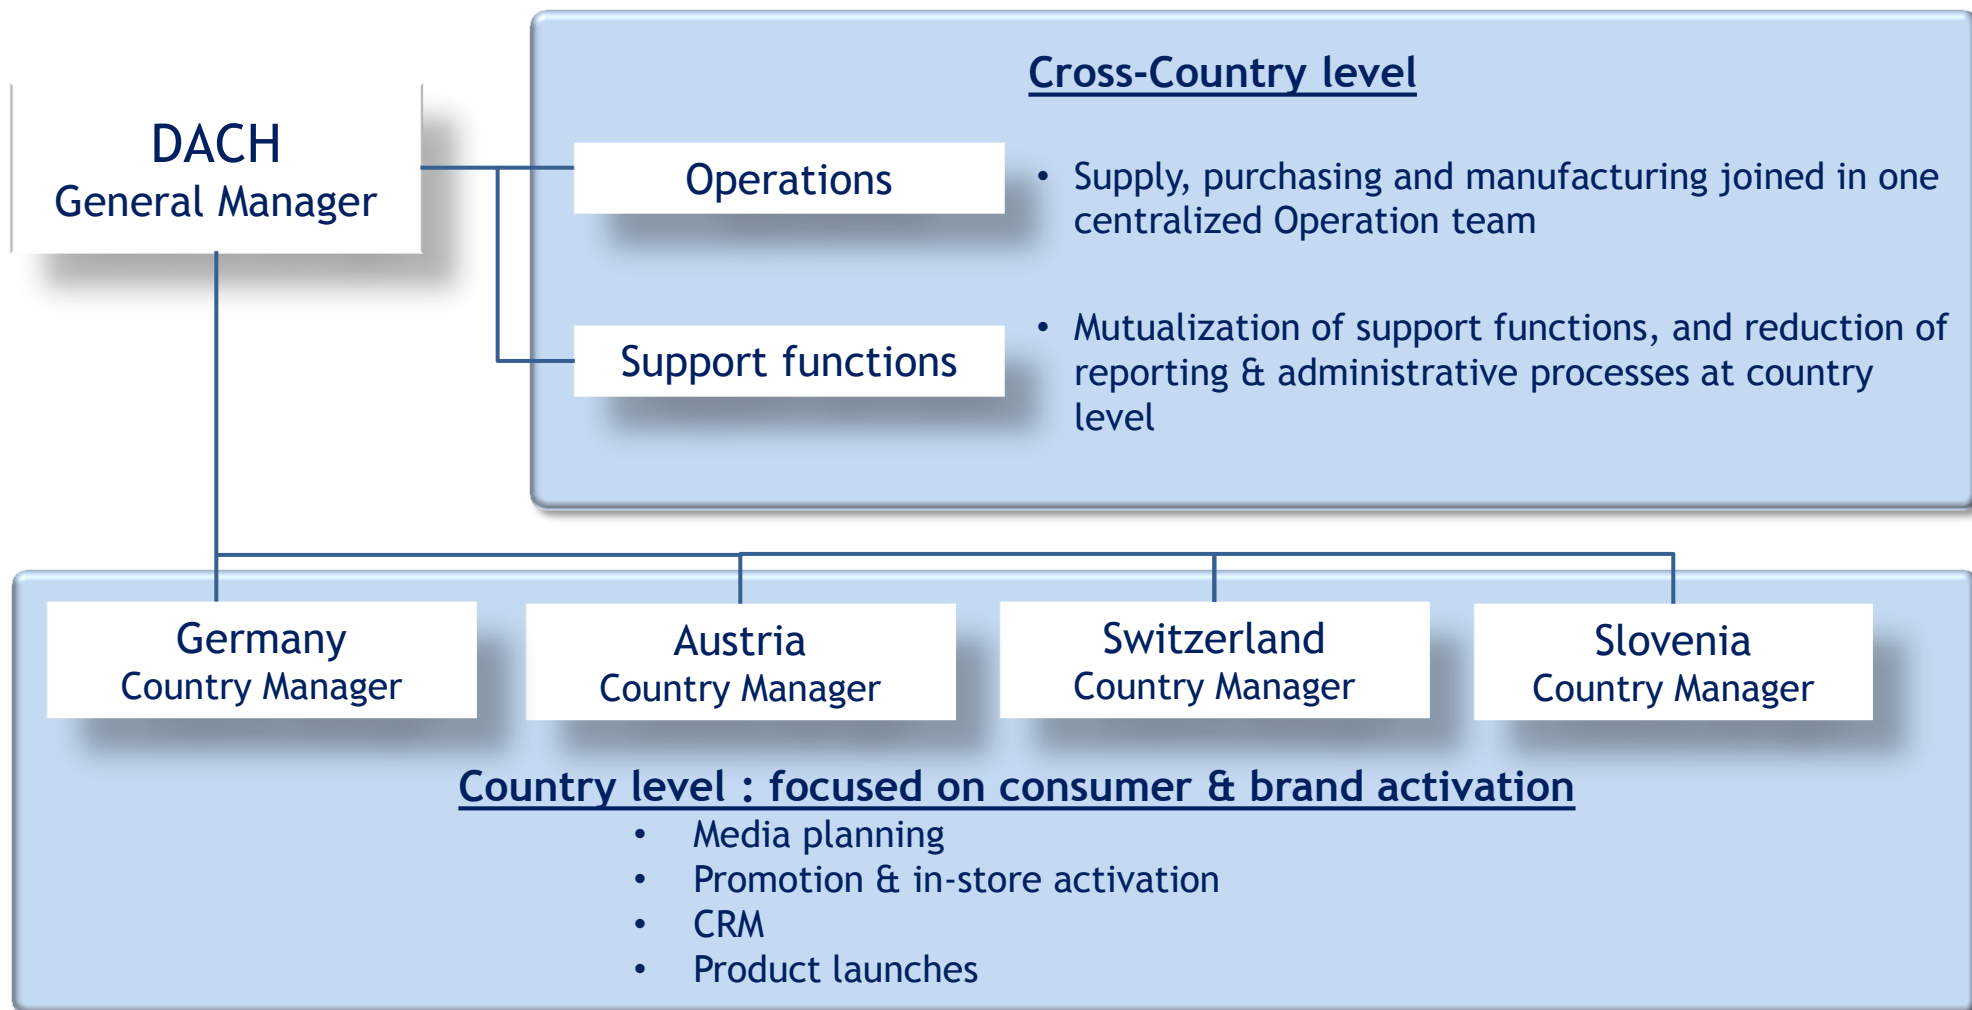 Cross-Country level
DACH
General Manager
Operations
• Supply, purchasing and manufacturing joined in one
centralized Operation team
Support functions
• Mutualization of support functions, and reduction of
reporting & administrative processes at country
level
Germany
Country Manager
Austria
Country Manager
Switzerland
Country Manager
Slovenia
Country Manager
Country level : focused on consumer & brand activation
• Media planning
• Promotion & in-store activation
• CRM
• Product launches